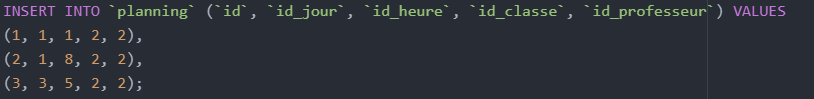 INSERT INTO `planning` (`id`, `id_jour`, `id_heure`, `id_classe`, `id_professeur`) VALUES
(1, 1, 1, 2, 2),
(2, 1, 8, 2, 2),
(3, 3, 5, 2, 2);